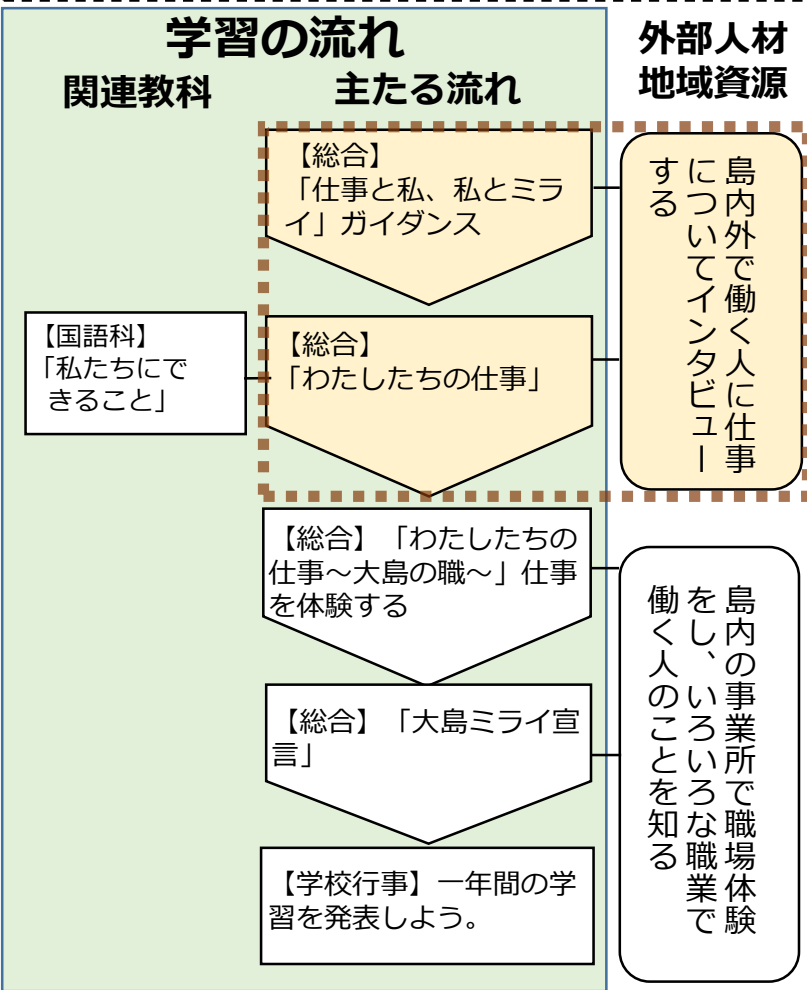 学習の流れ
外部人材
地域資源
関連教科
主たる流れ
【総合】
「仕事と私、私とミラ
イ」ガイダンス
島内外で働く人に仕事
についてインタビュー
する
【国語科】
「私たちにで
きること」
【総合】
「わたしたちの仕事」
【総合】「わたしたちの
仕事～大島の職～」仕事
を体験する
島内の事業所で職場体験
をし、いろいろな職業で
働く人のことを知る
【総合】「大島ミライ宣
言」
【学校行事】一年間の学
習を発表しよう。